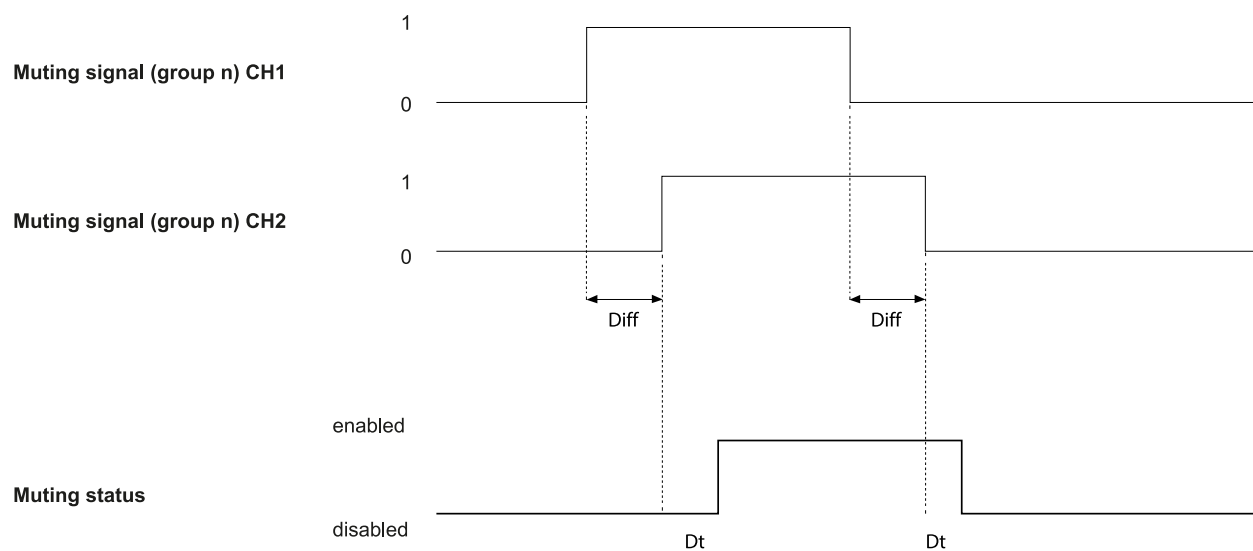 1
Muting signal (group n) CH1
0
1
Muting signal (group n) CH2
0
Diff Diff
enabled
Muting status
disabled
Dt Dt